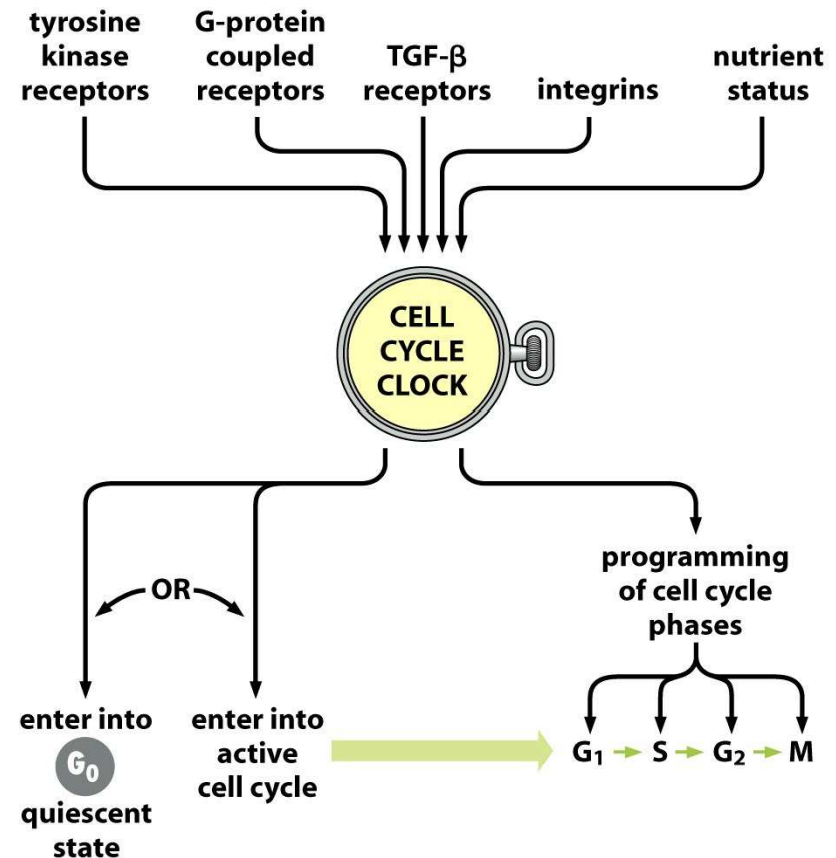 tyrosine
kinase
receptors
G-protein
coupled
receptors
TGF-β
receptors
integrins
nutrient
status
CELL
CYCLE
CLOCK
OR
programming
of cell cycle
phases
enter into
G₀
quiescent
state
enter into
active
cell cycle
G₁ → S → G₂ → M